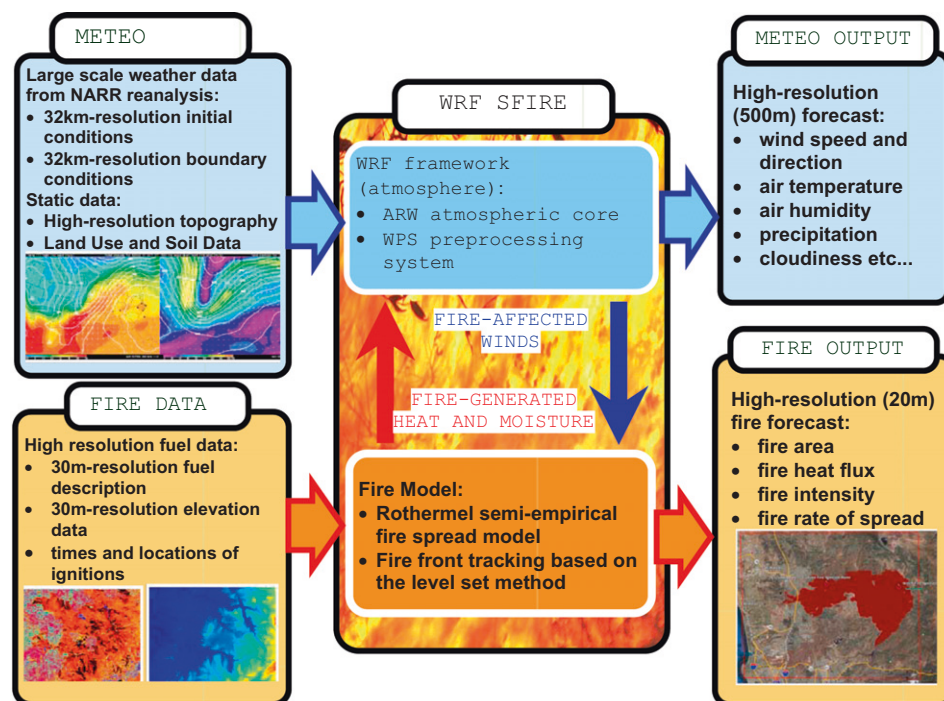 METEO
Large scale weather data
from NARR reanalysis:
• 32km-resolution initial
conditions
• 32km-resolution boundary
conditions
Static data:
• High-resolution topography
• Land Use and Soil Data
FIRE DATA
High resolution fuel data:
• 30m-resolution fuel
description
• 30m-resolution elevation
data
• times and locations of
ignitions
WRF SFIRE
WRF framework
(atmosphere):
• ARW atmospheric core
• WPS preprocessing
system
FIRE-AFFECTED
WINDS
FIRE-GENERATED
HEAT AND MOISTURE
Fire Model:
• Rothermel semi-empirical
fire spread model
• Fire front tracking based on
the level set method
METEO OUTPUT
High-resolution
(500m) forecast:
• wind speed and
direction
• air temperature
• air humidity
• precipitation
• cloudiness etc...
FIRE OUTPUT
High-resolution (20m)
fire forecast:
• fire area
• fire heat flux
• fire intensity
• fire rate of spread